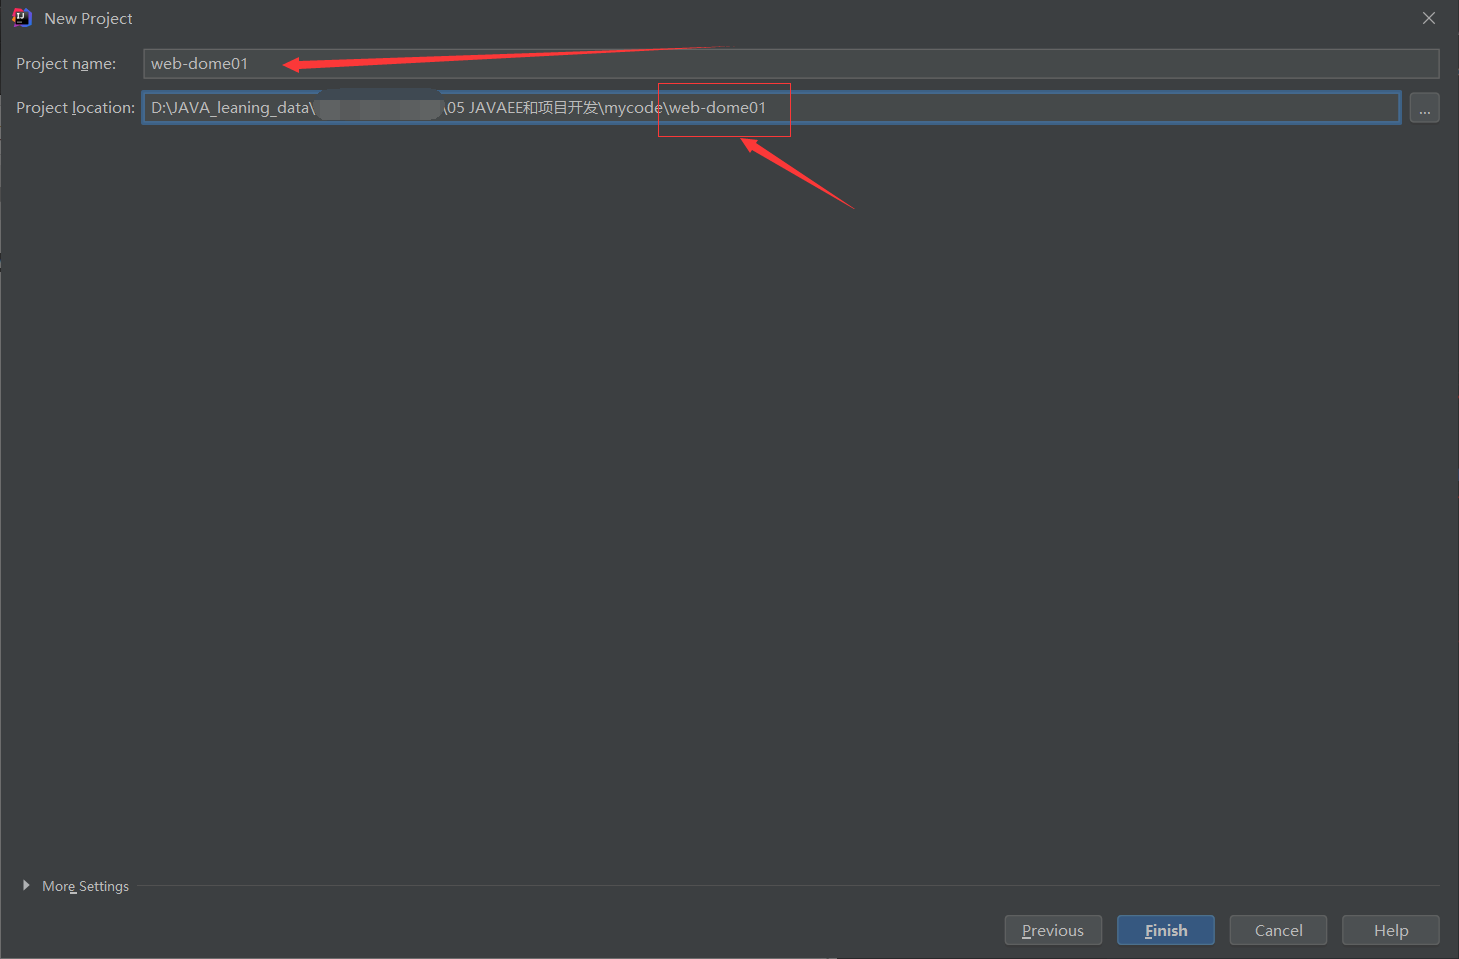 New Project
Project name: web-dome01
Project location: D:\JAVA_leaning_data\ \05 JAVAEE和项目开发\mycode\web-dome01 ...
More Settings
Previous Finish Cancel Help